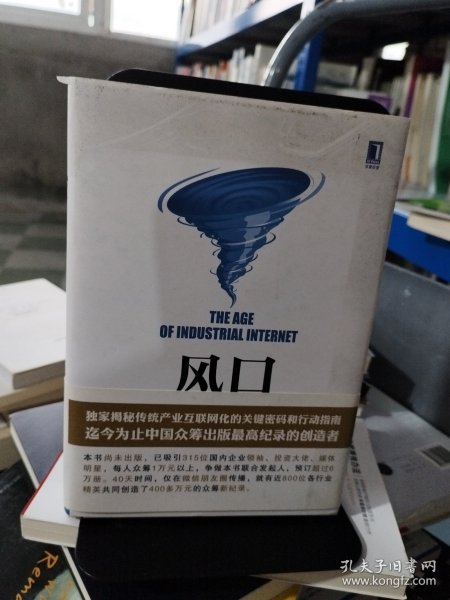 THE AGE
OF INDUSTRIAL INTERNET
风口
独家揭秘传统产业互联网化的关键密码和行动指南
迄今为止中国众筹出版最高纪录的创造者
本书尚未出版，已吸引315位国内企业领袖、投资大佬、媒体
明星，每人众筹1万元以上，争做本书联合发起人，预订超过6
万册。40天时间，仅在微信朋友圈传播，就有近800位各行业
精英共同创造了400多万元的众筹新纪录。
Rema
孔夫子旧书网
www.kongfz.com